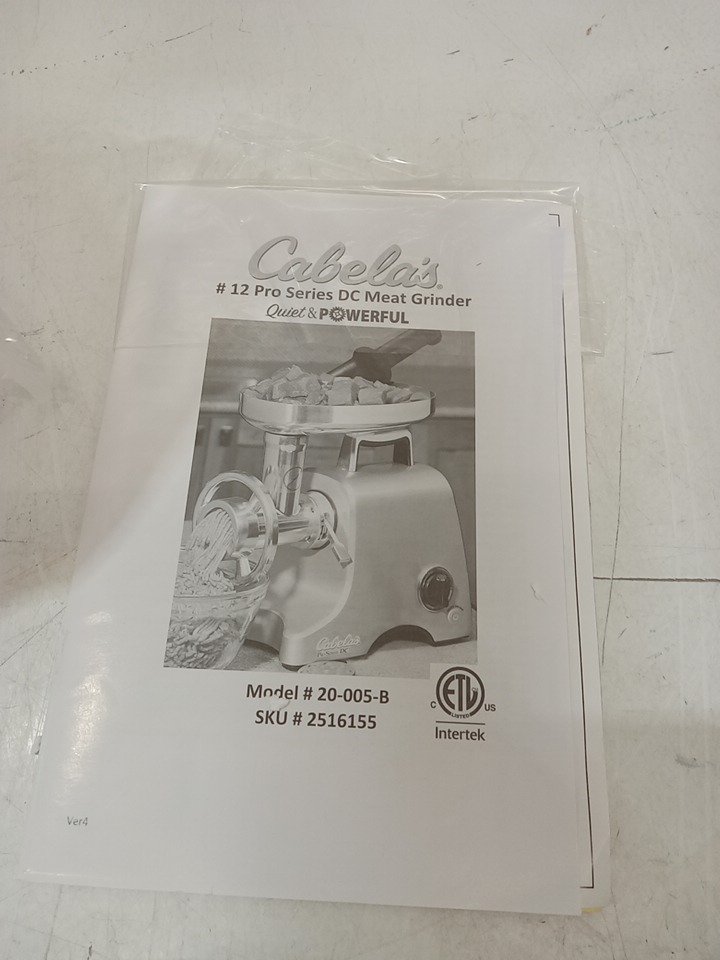 Cabela's®
# 12 Pro Series DC Meat Grinder
Quiet & POWERFUL
Cabela's
Model # 20-005-B
SKU # 2516155
C ETL US
LISTED
Intertek
Ver4